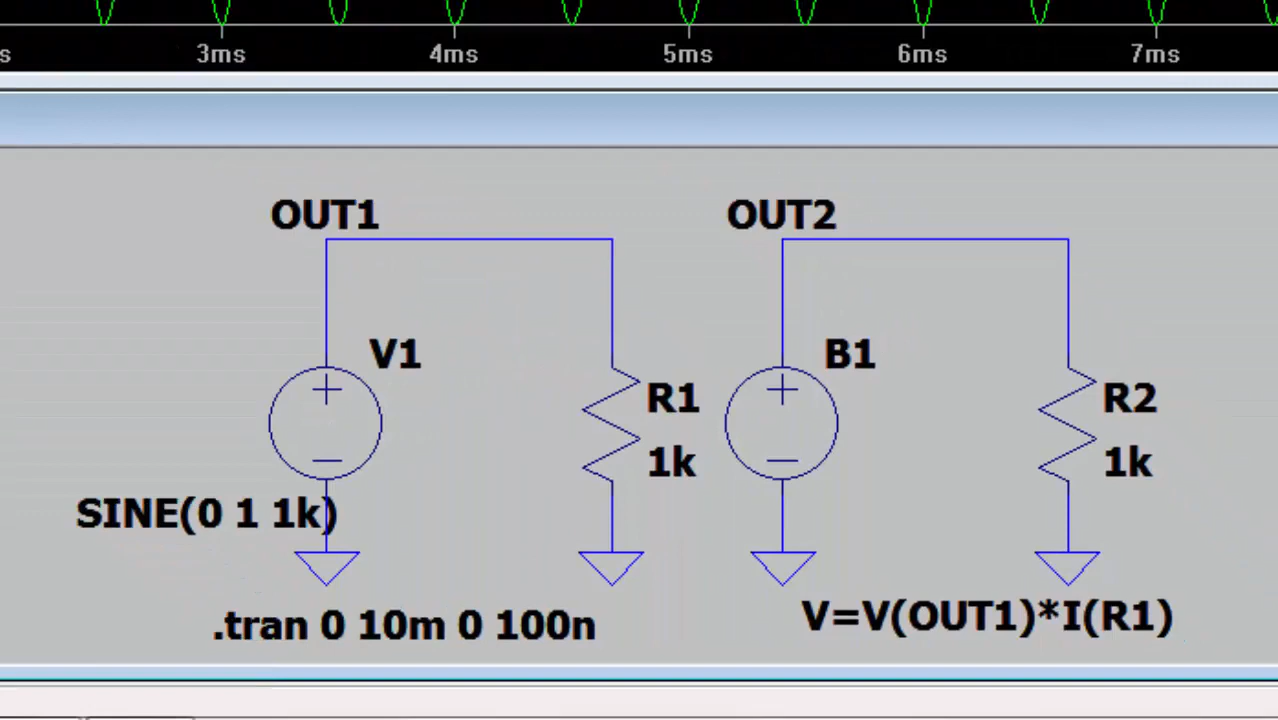 3ms 4ms 5ms 6ms 7ms
OUT1 OUT2
V1 B1
R1 R2
1k 1k
SINE(0 1 1k)
.tran 0 10m 0 100n
V=V(OUT1)*I(R1)